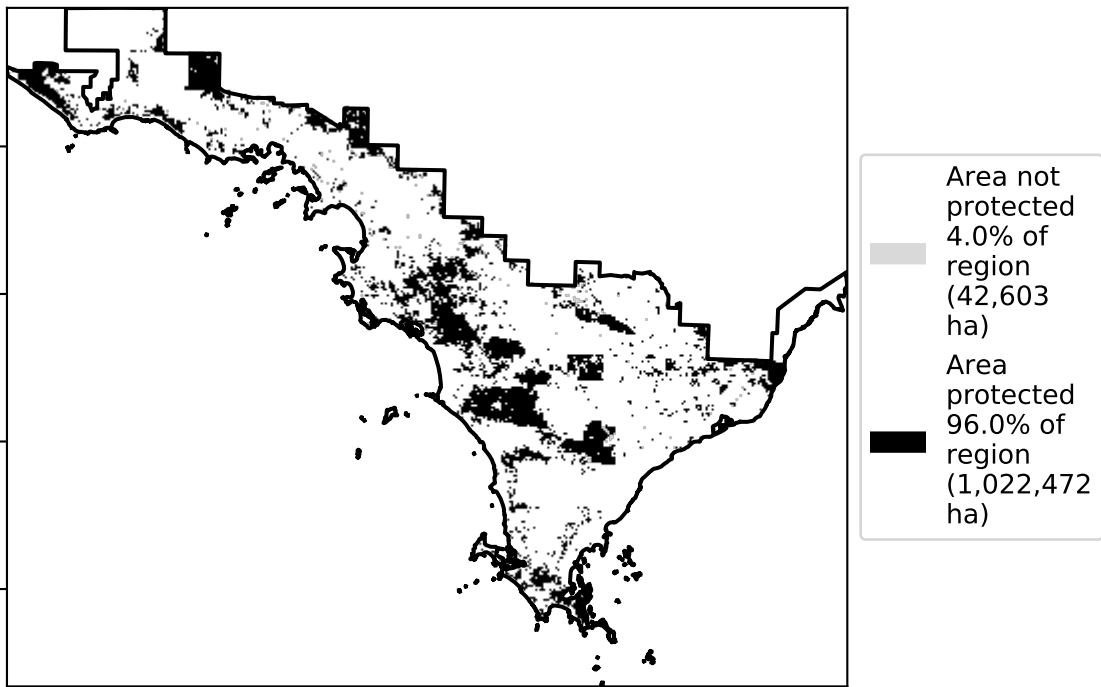 Area not
protected
4.0% of
region
(42,603
ha)
Area
protected
96.0% of
region
(1,022,472
ha)